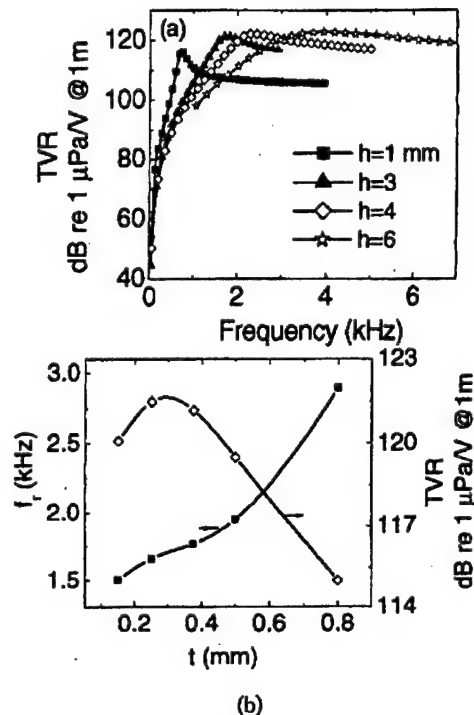 (a)
TVR
dB re 1 μPa/V @1m
120
100
80
60
40
0 2 4 6
Frequency (kHz)
h=1 mm
h=3
h=4
h=6
f_r (kHz)
3.0
2.5
2.0
1.5
123
120
117
114
TVR
dB re 1 μPa/V @1m
0.2 0.4 0.6 0.8
t (mm)
(b)